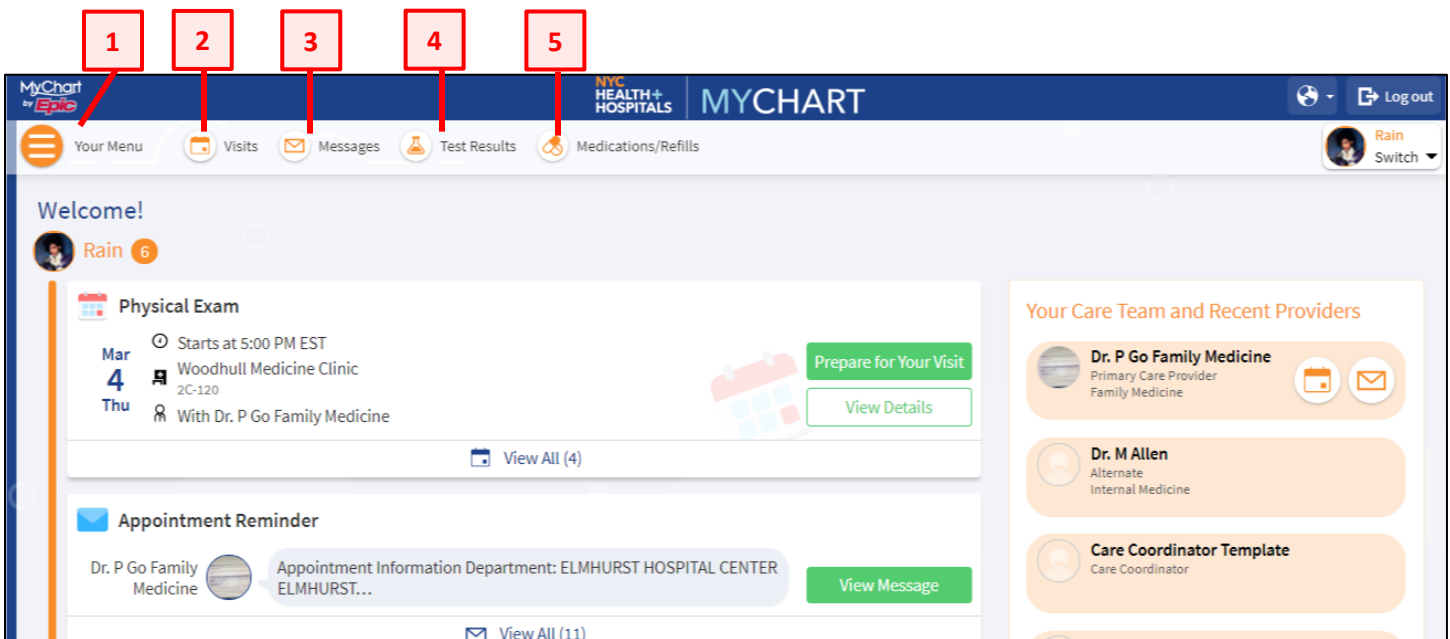 1 2 3 4 5
MyChart
by Epic
NYC
HEALTH+
HOSPITALS
MYCHART
Log out
Your Menu Visits Messages Test Results Medications/Refills
Rain
Switch
Welcome!
Rain 6
Physical Exam
Mar
4
Thu
Starts at 5:00 PM EST
Woodhull Medicine Clinic
2C-120
With Dr. P Go Family Medicine
Prepare for Your Visit
View Details
View All (4)
Appointment Reminder
Dr. P Go Family
Medicine
Appointment Information Department: ELMHURST HOSPITAL CENTER
ELMHURST...
View Message
View All (11)
Your Care Team and Recent Providers
Dr. P Go Family Medicine
Primary Care Provider
Family Medicine
Dr. M Allen
Alternate
Internal Medicine
Care Coordinator Template
Care Coordinator